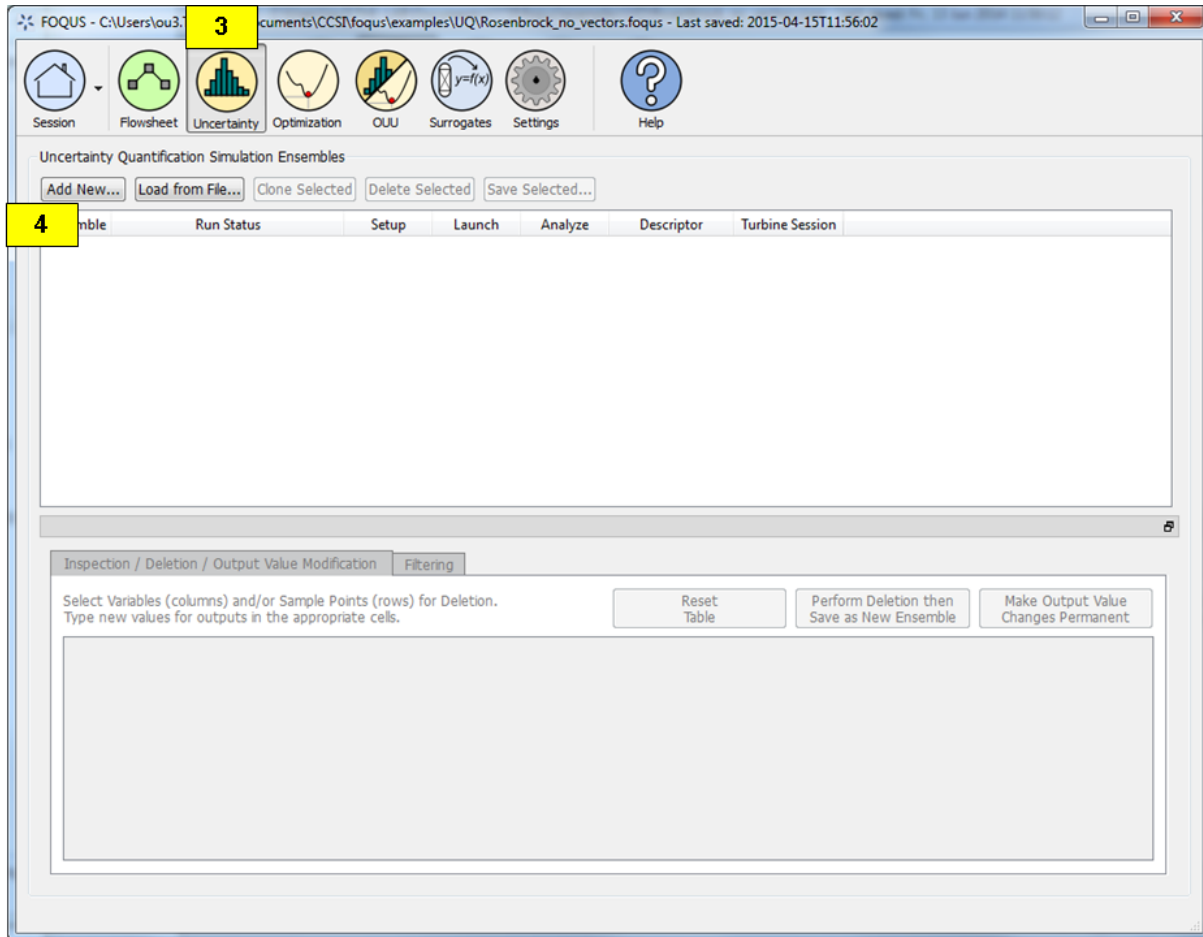 FOQUS - C:\Users\ou3. 3 cuments\CCSI\foqus\examples\UQ\Rosenbrock_no_vectors.foqus - Last saved: 2015-04-15T11:56:02
y=f(x)
Session Flowsheet Uncertainty Optimization OUU Surrogates Settings Help
Uncertainty Quantification Simulation Ensembles
Add New... Load from File... Clone Selected Delete Selected Save Selected...
4 mble Run Status Setup Launch Analyze Descriptor Turbine Session
Inspection / Deletion / Output Value Modification Filtering
Select Variables (columns) and/or Sample Points (rows) for Deletion.
Type new values for outputs in the appropriate cells.
Reset
Table
Perform Deletion then
Save as New Ensemble
Make Output Value
Changes Permanent